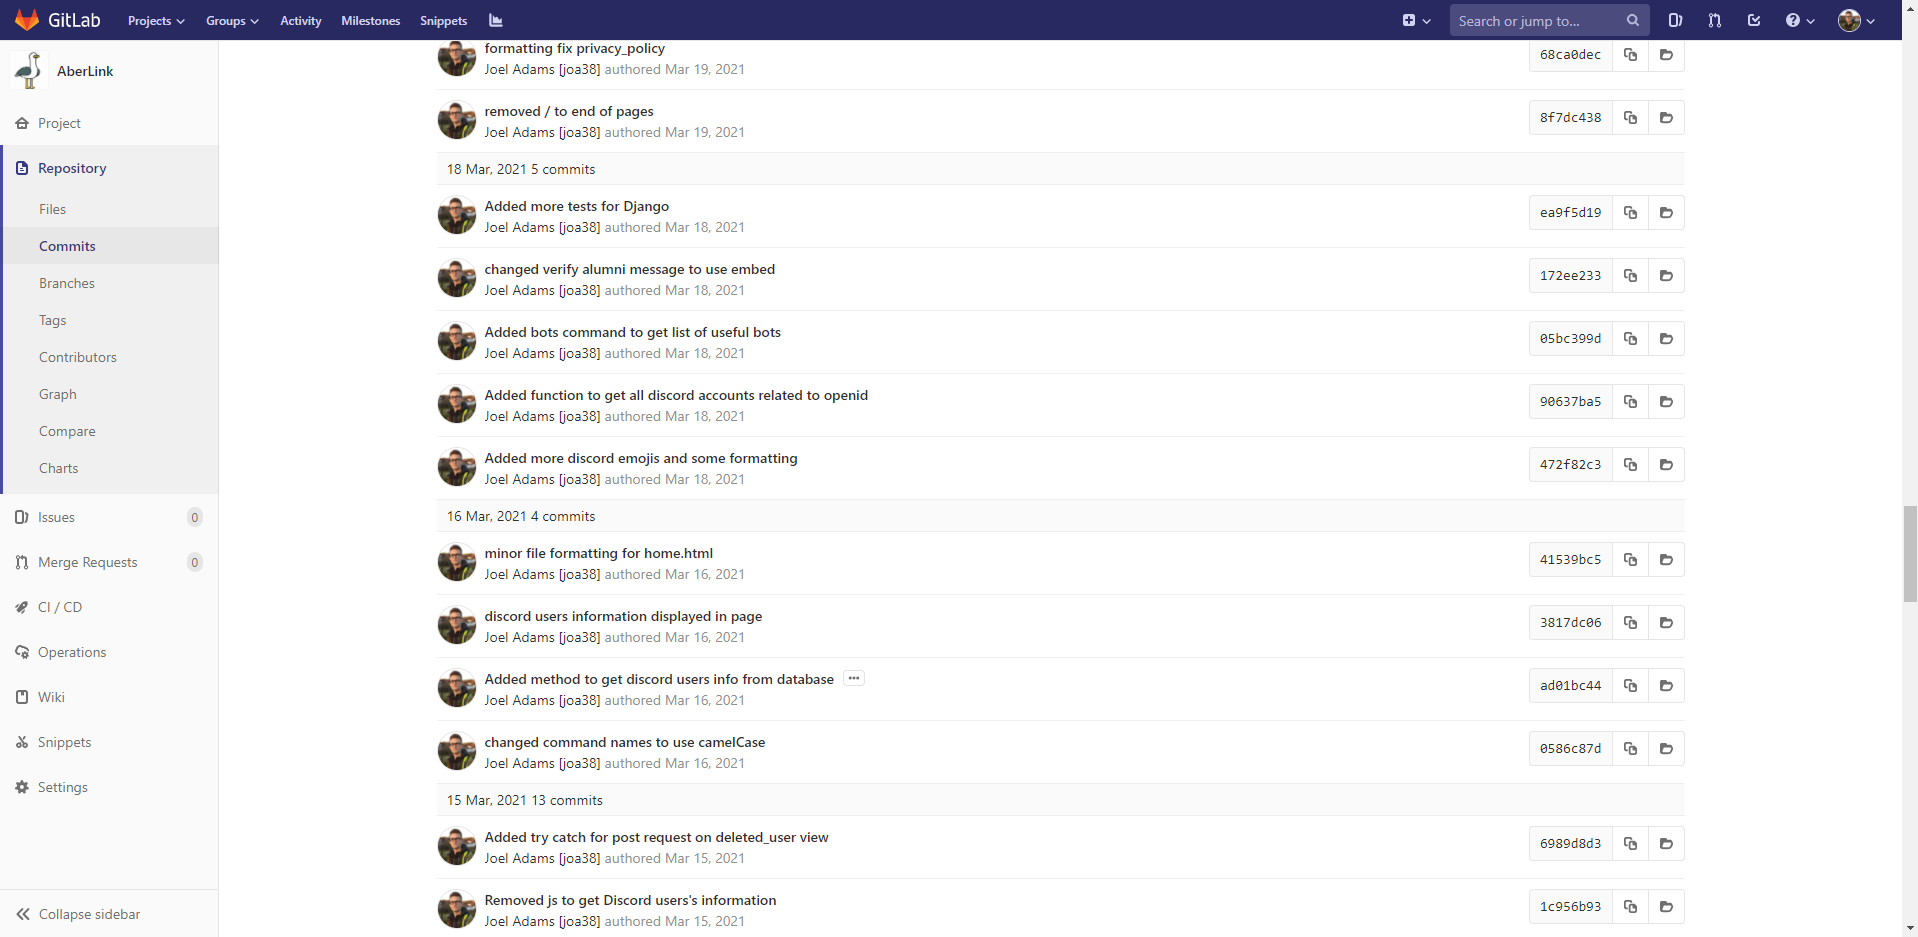 GitLab
Projects
Groups
Activity
Milestones
Snippets
Search or jump to...
AberLink
Project
Repository
Files
Commits
Branches
Tags
Contributors
Graph
Compare
Charts
Issues
0
Merge Requests
0
CI / CD
Operations
Wiki
Snippets
Settings
Collapse sidebar
formatting fix privacy_policy
Joel Adams [joa38] authored Mar 19, 2021
68ca0dec
removed / to end of pages
Joel Adams [joa38] authored Mar 19, 2021
8f7dc438
18 Mar, 2021 5 commits
Added more tests for Django
Joel Adams [joa38] authored Mar 18, 2021
ea9f5d19
changed verify alumni message to use embed
Joel Adams [joa38] authored Mar 18, 2021
172ee233
Added bots command to get list of useful bots
Joel Adams [joa38] authored Mar 18, 2021
05bc399d
Added function to get all discord accounts related to openid
Joel Adams [joa38] authored Mar 18, 2021
90637ba5
Added more discord emojis and some formatting
Joel Adams [joa38] authored Mar 18, 2021
472f82c3
16 Mar, 2021 4 commits
minor file formatting for home.html
Joel Adams [joa38] authored Mar 16, 2021
41539bc5
discord users information displayed in page
Joel Adams [joa38] authored Mar 16, 2021
3817dc06
Added method to get discord users info from database
Joel Adams [joa38] authored Mar 16, 2021
ad01bc44
changed command names to use camelCase
Joel Adams [joa38] authored Mar 16, 2021
0586c87d
15 Mar, 2021 13 commits
Added try catch for post request on deleted_user view
Joel Adams [joa38] authored Mar 15, 2021
6989d8d3
Removed js to get Discord users's information
Joel Adams [joa38] authored Mar 15, 2021
1c956b93